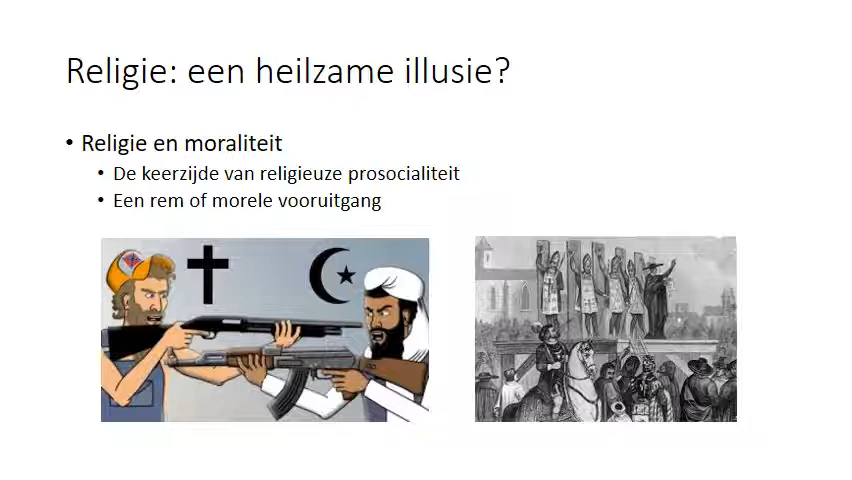 Religie: een heilzame illusie?
• Religie en moraliteit
• De keerzijde van religieuze prosocialiteit
• Een rem of morele vooruitgang